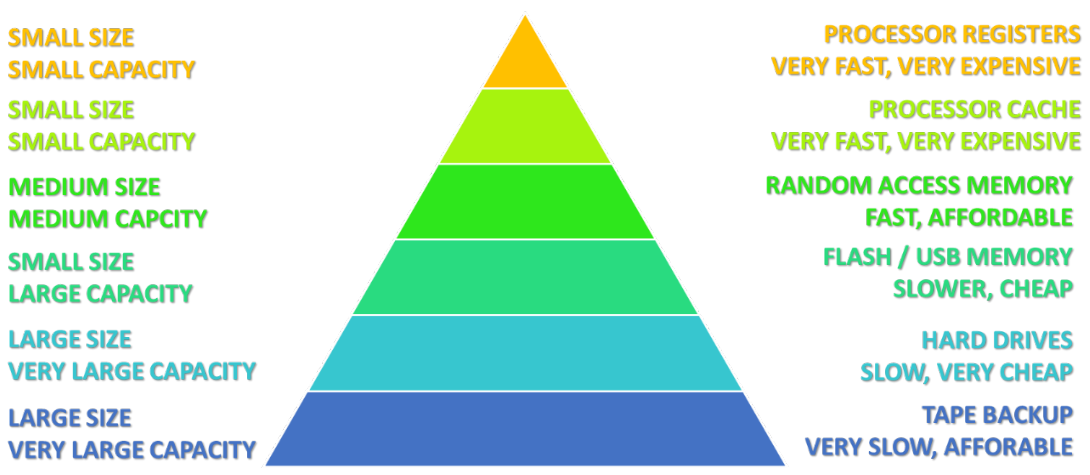 SMALL SIZE
SMALL CAPACITY
PROCESSOR REGISTERS
VERY FAST, VERY EXPENSIVE
SMALL SIZE
SMALL CAPACITY
PROCESSOR CACHE
VERY FAST, VERY EXPENSIVE
MEDIUM SIZE
MEDIUM CAPCITY
RANDOM ACCESS MEMORY
FAST, AFFORDABLE
SMALL SIZE
LARGE CAPACITY
FLASH / USB MEMORY
SLOWER, CHEAP
LARGE SIZE
VERY LARGE CAPACITY
HARD DRIVES
SLOW, VERY CHEAP
LARGE SIZE
VERY LARGE CAPACITY
TAPE BACKUP
VERY SLOW, AFFORABLE